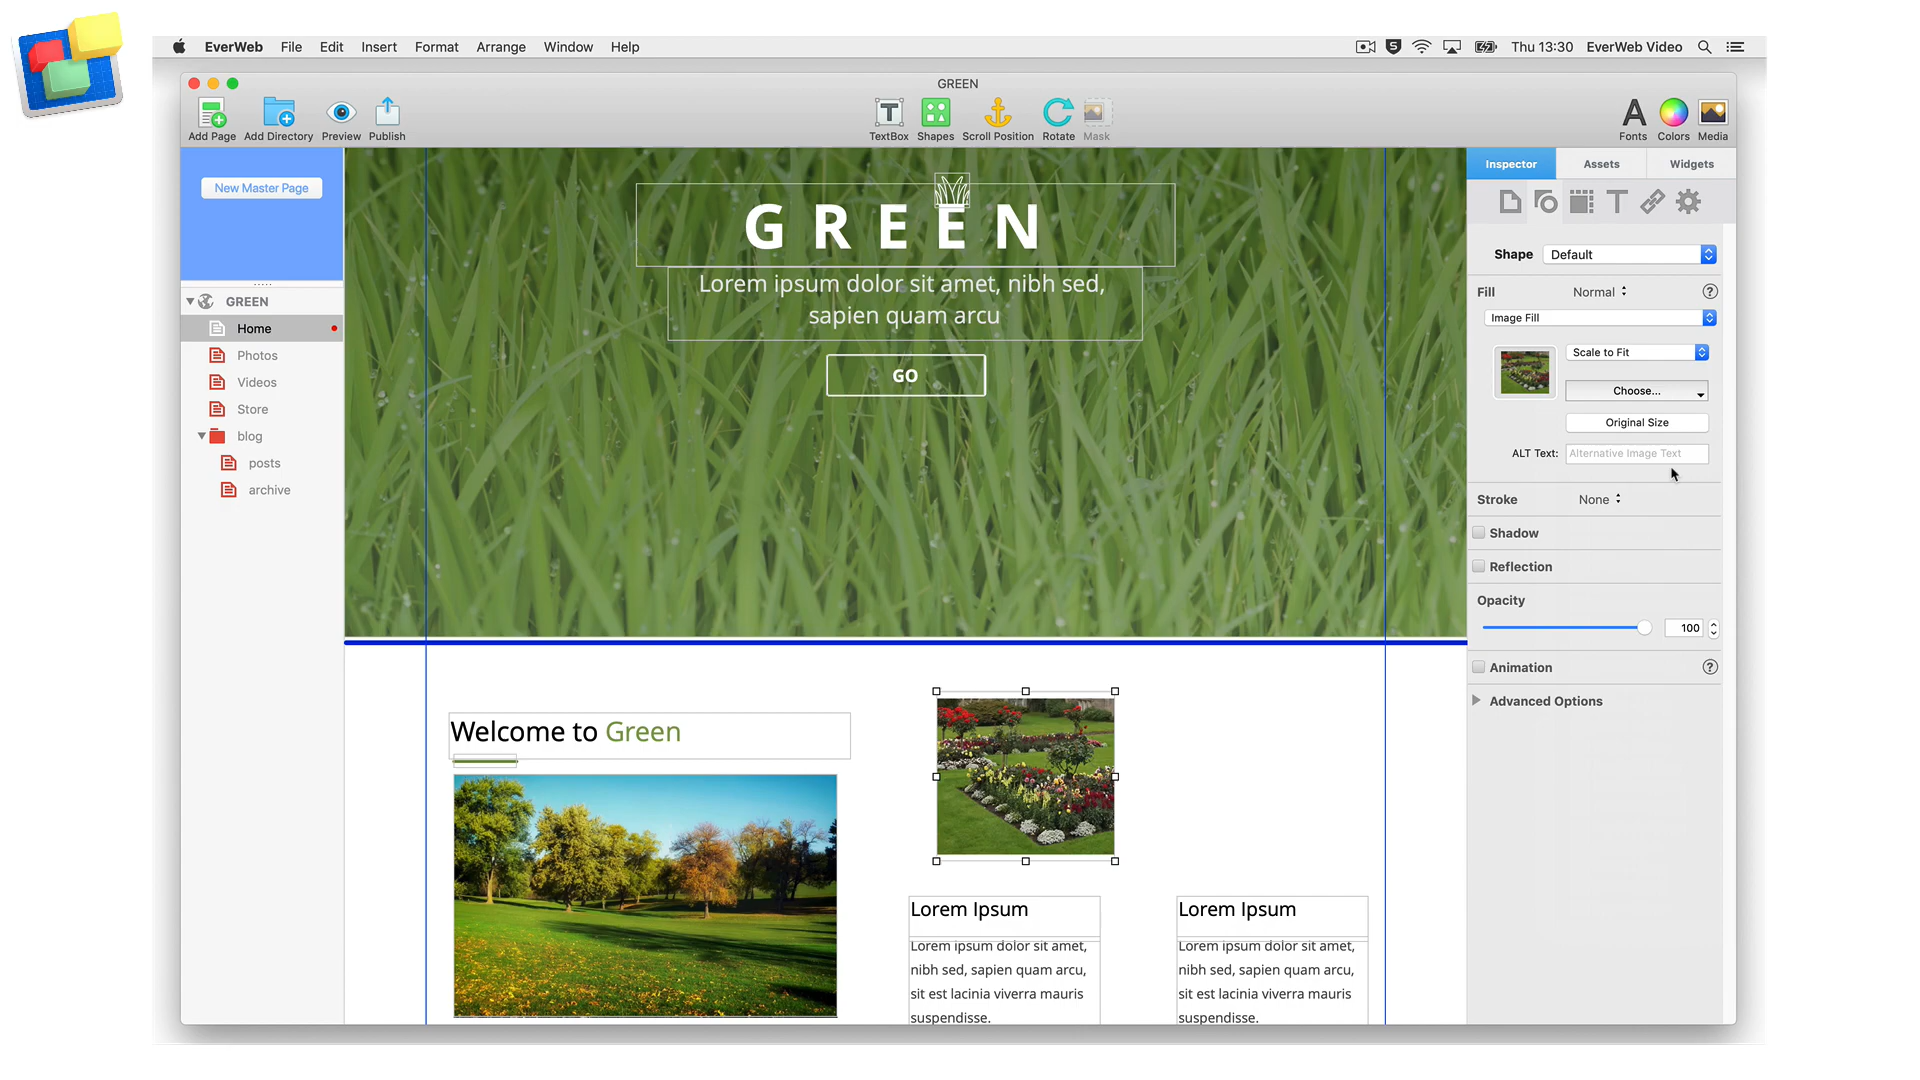 EverWeb File Edit Insert Format Arrange Window Help Thu 13:30 EverWeb Video
GREEN
Add Page Add Directory Preview Publish TextBox Shapes Scroll Position Rotate Mask Fonts Colors Media
New Master Page
GREEN
Home
Photos
Videos
Store
blog
posts
archive
GREEN
Lorem ipsum dolor sit amet, nibh sed,
sapien quam arcu
GO
Welcome to Green
Lorem Ipsum
Lorem ipsum dolor sit amet,
nibh sed, sapien quam arcu,
sit est lacinia viverra mauris
suspendisse.
Lorem Ipsum
Lorem ipsum dolor sit amet,
nibh sed, sapien quam arcu,
sit est lacinia viverra mauris
suspendisse.
Inspector Assets Widgets
Shape Default
Fill Normal
Image Fill
Scale to Fit
Choose...
Original Size
ALT Text: Alternative Image Text
Stroke None
Shadow
Reflection
Opacity
100
Animation
Advanced Options